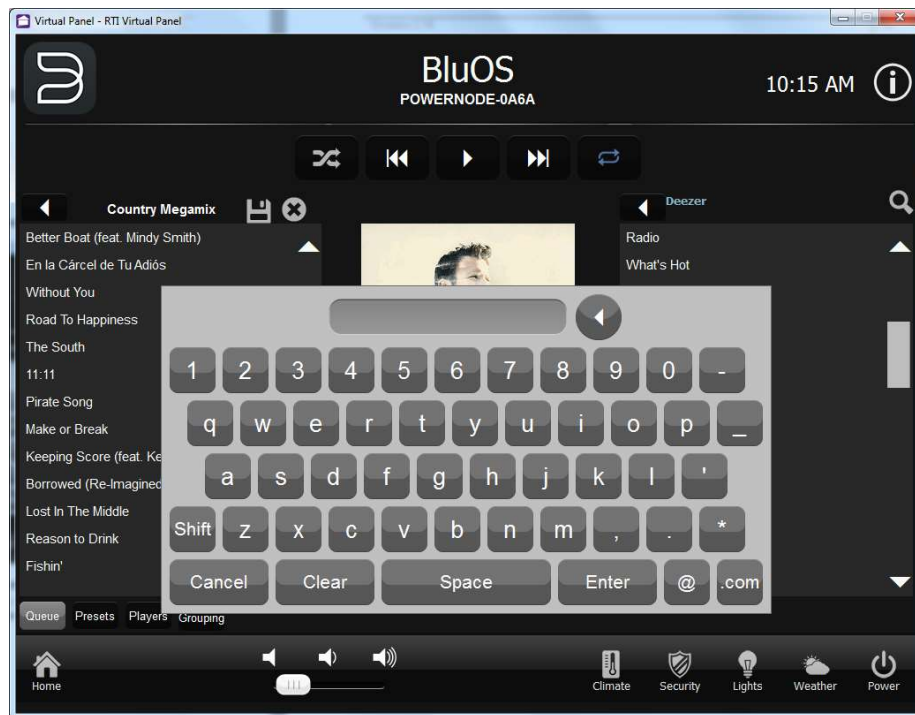 Virtual Panel - RTI Virtual Panel
BluOS
POWERNODE-0A6A
10:15 AM
Country Megamix
Deezer
Better Boat (feat. Mindy Smith)
En la Cárcel de Tu Adiós
Without You
Road To Happiness
The South
11:11
Pirate Song
Make or Break
Keeping Score (feat. Ke
Borrowed (Re-Imagined
Lost In The Middle
Reason to Drink
Fishin'
Radio
What's Hot
1 2 3 4 5 6 7 8 9 0 -
q w e r t y u i o p _
a s d f g h j k l '
Shift z x c v b n m , . *
Cancel Clear Space Enter @ .com
Queue Presets Players Grouping
Home Climate Security Lights Weather Power